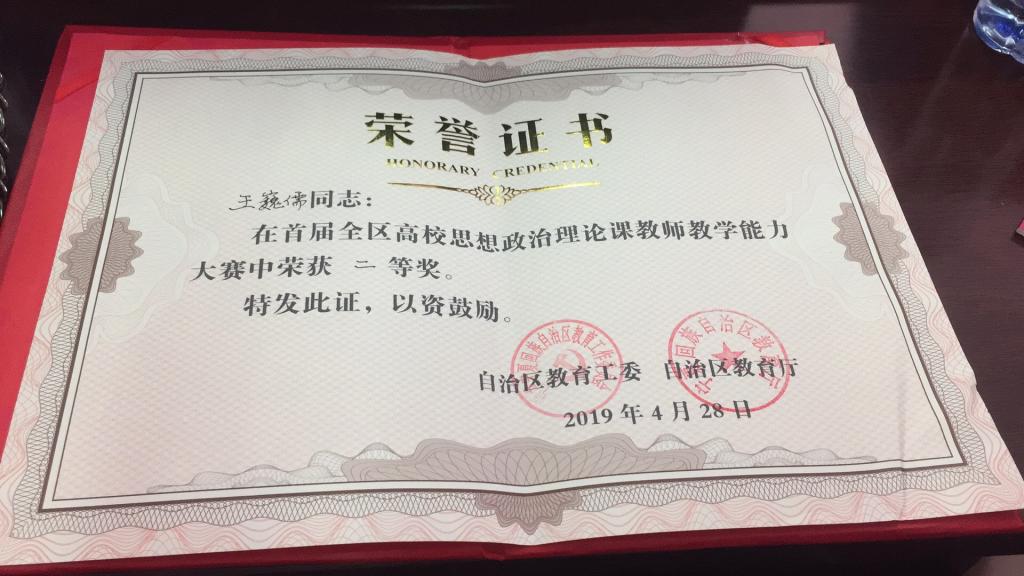 荣誉证书
HONORARY CREDENTIAL
王巍儒同志：
在首届全区高校思想政治理论课教师教学能力
大赛中荣获 二 等奖。
特发此证，以资鼓励。
自治区教育工委 自治区教育厅
2019 年 4 月 28 日